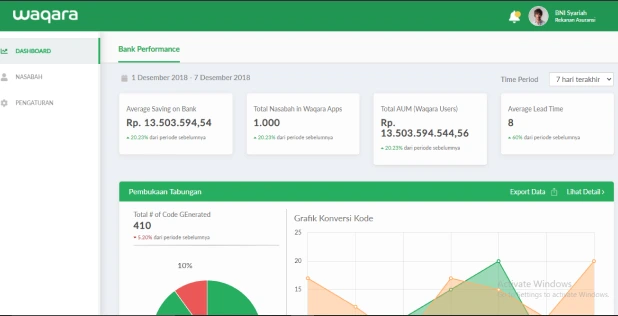 waqara
BNI Syariah
Rekanan Asuransi
DASHBOARD
NASABAH
PENGATURAN
Bank Performance
1 Desember 2018 - 7 Desember 2018
Time Period
7 hari terakhir
Average Saving on Bank
Rp. 13.503.594,54
20.23% dari periode sebelumnya
Total Nasabah in Waqara Apps
1.000
20.23% dari periode sebelumnya
Total AUM (Waqara Users)
Rp.
13.503.594.544,56
20.23% dari periode sebelumnya
Average Lead Time
8
60% dari periode sebelumnya
Pembukaan Tabungan
Export Data
Lihat Detail ›
Total # of Code GEnerated
410
5.20% dari periode sebelumnya
10%
Grafik Konversi Kode
25
20
15
Activate Windows
Go to Settings to activate Windows.